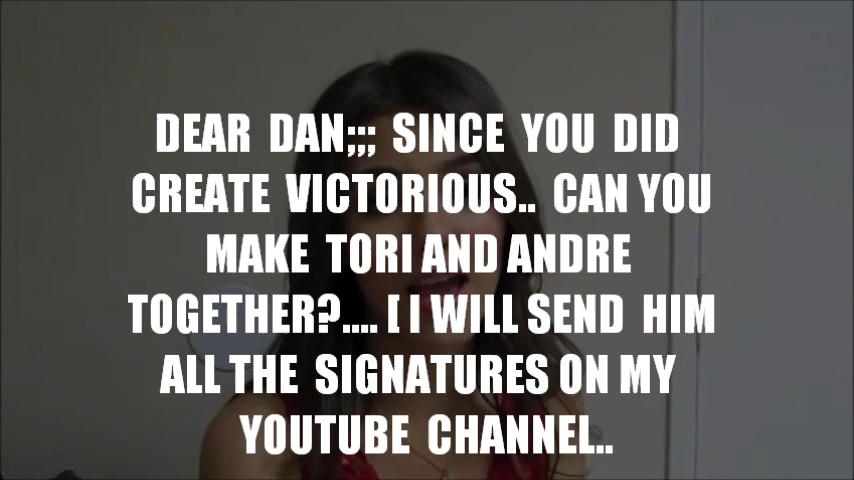 DEAR DAN;;; SINCE YOU DID
CREATE VICTORIOUS.. CAN YOU
MAKE TORI AND ANDRE
TOGETHER?.... [ I WILL SEND HIM
ALL THE SIGNATURES ON MY
YOUTUBE CHANNEL..